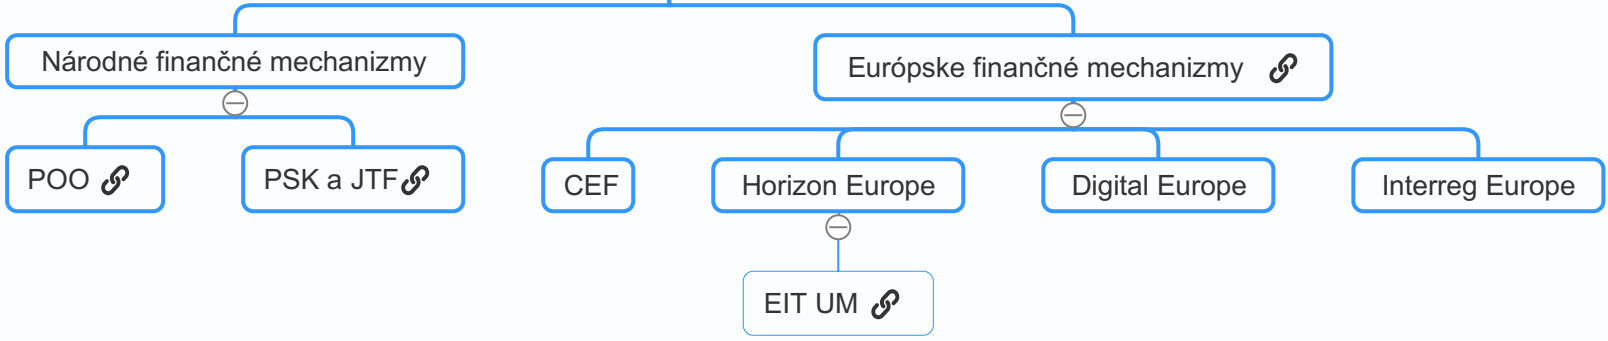 Národné finančné mechanizmy
Európske finančné mechanizmy
POO
PSK a JTF
CEF
Horizon Europe
Digital Europe
Interreg Europe
EIT UM